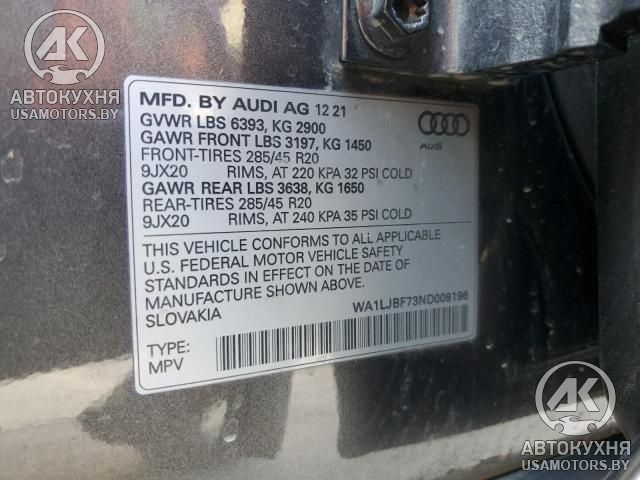 АК
АВТОКУХНЯ
USAMOTORS.BY
MFD. BY AUDI AG 12 21
GVWR LBS 6393, KG 2900
GAWR FRONT LBS 3197, KG 1450
FRONT-TIRES 285/45 R20
9JX20 RIMS, AT 220 KPA 32 PSI COLD
GAWR REAR LBS 3638, KG 1650
REAR-TIRES 285/45 R20
9JX20 RIMS, AT 240 KPA 35 PSI COLD
Audi
THIS VEHICLE CONFORMS TO ALL APPLICABLE
U.S. FEDERAL MOTOR VEHICLE SAFETY
STANDARDS IN EFFECT ON THE DATE OF
MANUFACTURE SHOWN ABOVE.
SLOVAKIA
WA1LJBF73ND009196
TYPE:
MPV
АК
АВТОКУХНЯ
USAMOTORS.BY